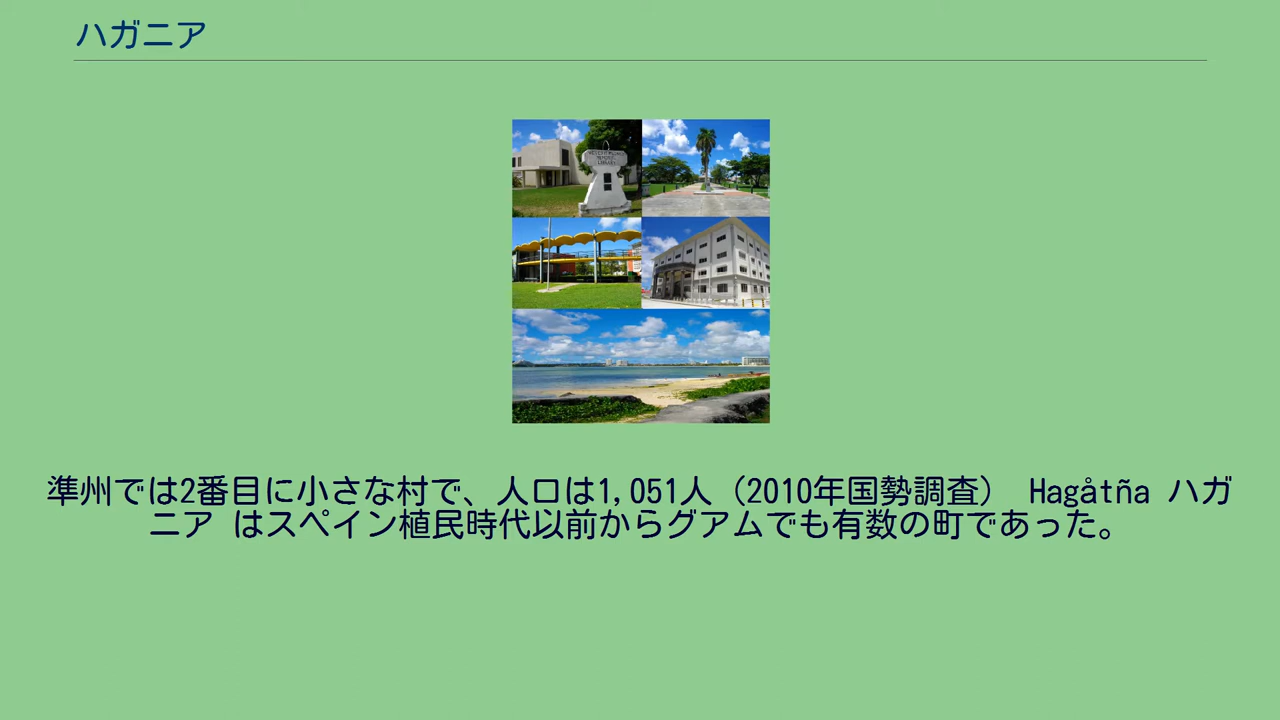 ハガニア
準州では2番目に小さな村で、人口は1,051人（2010年国勢調査） Hagåtña ハガ
ニア はスペイン植民時代以前からグアムでも有数の町であった。